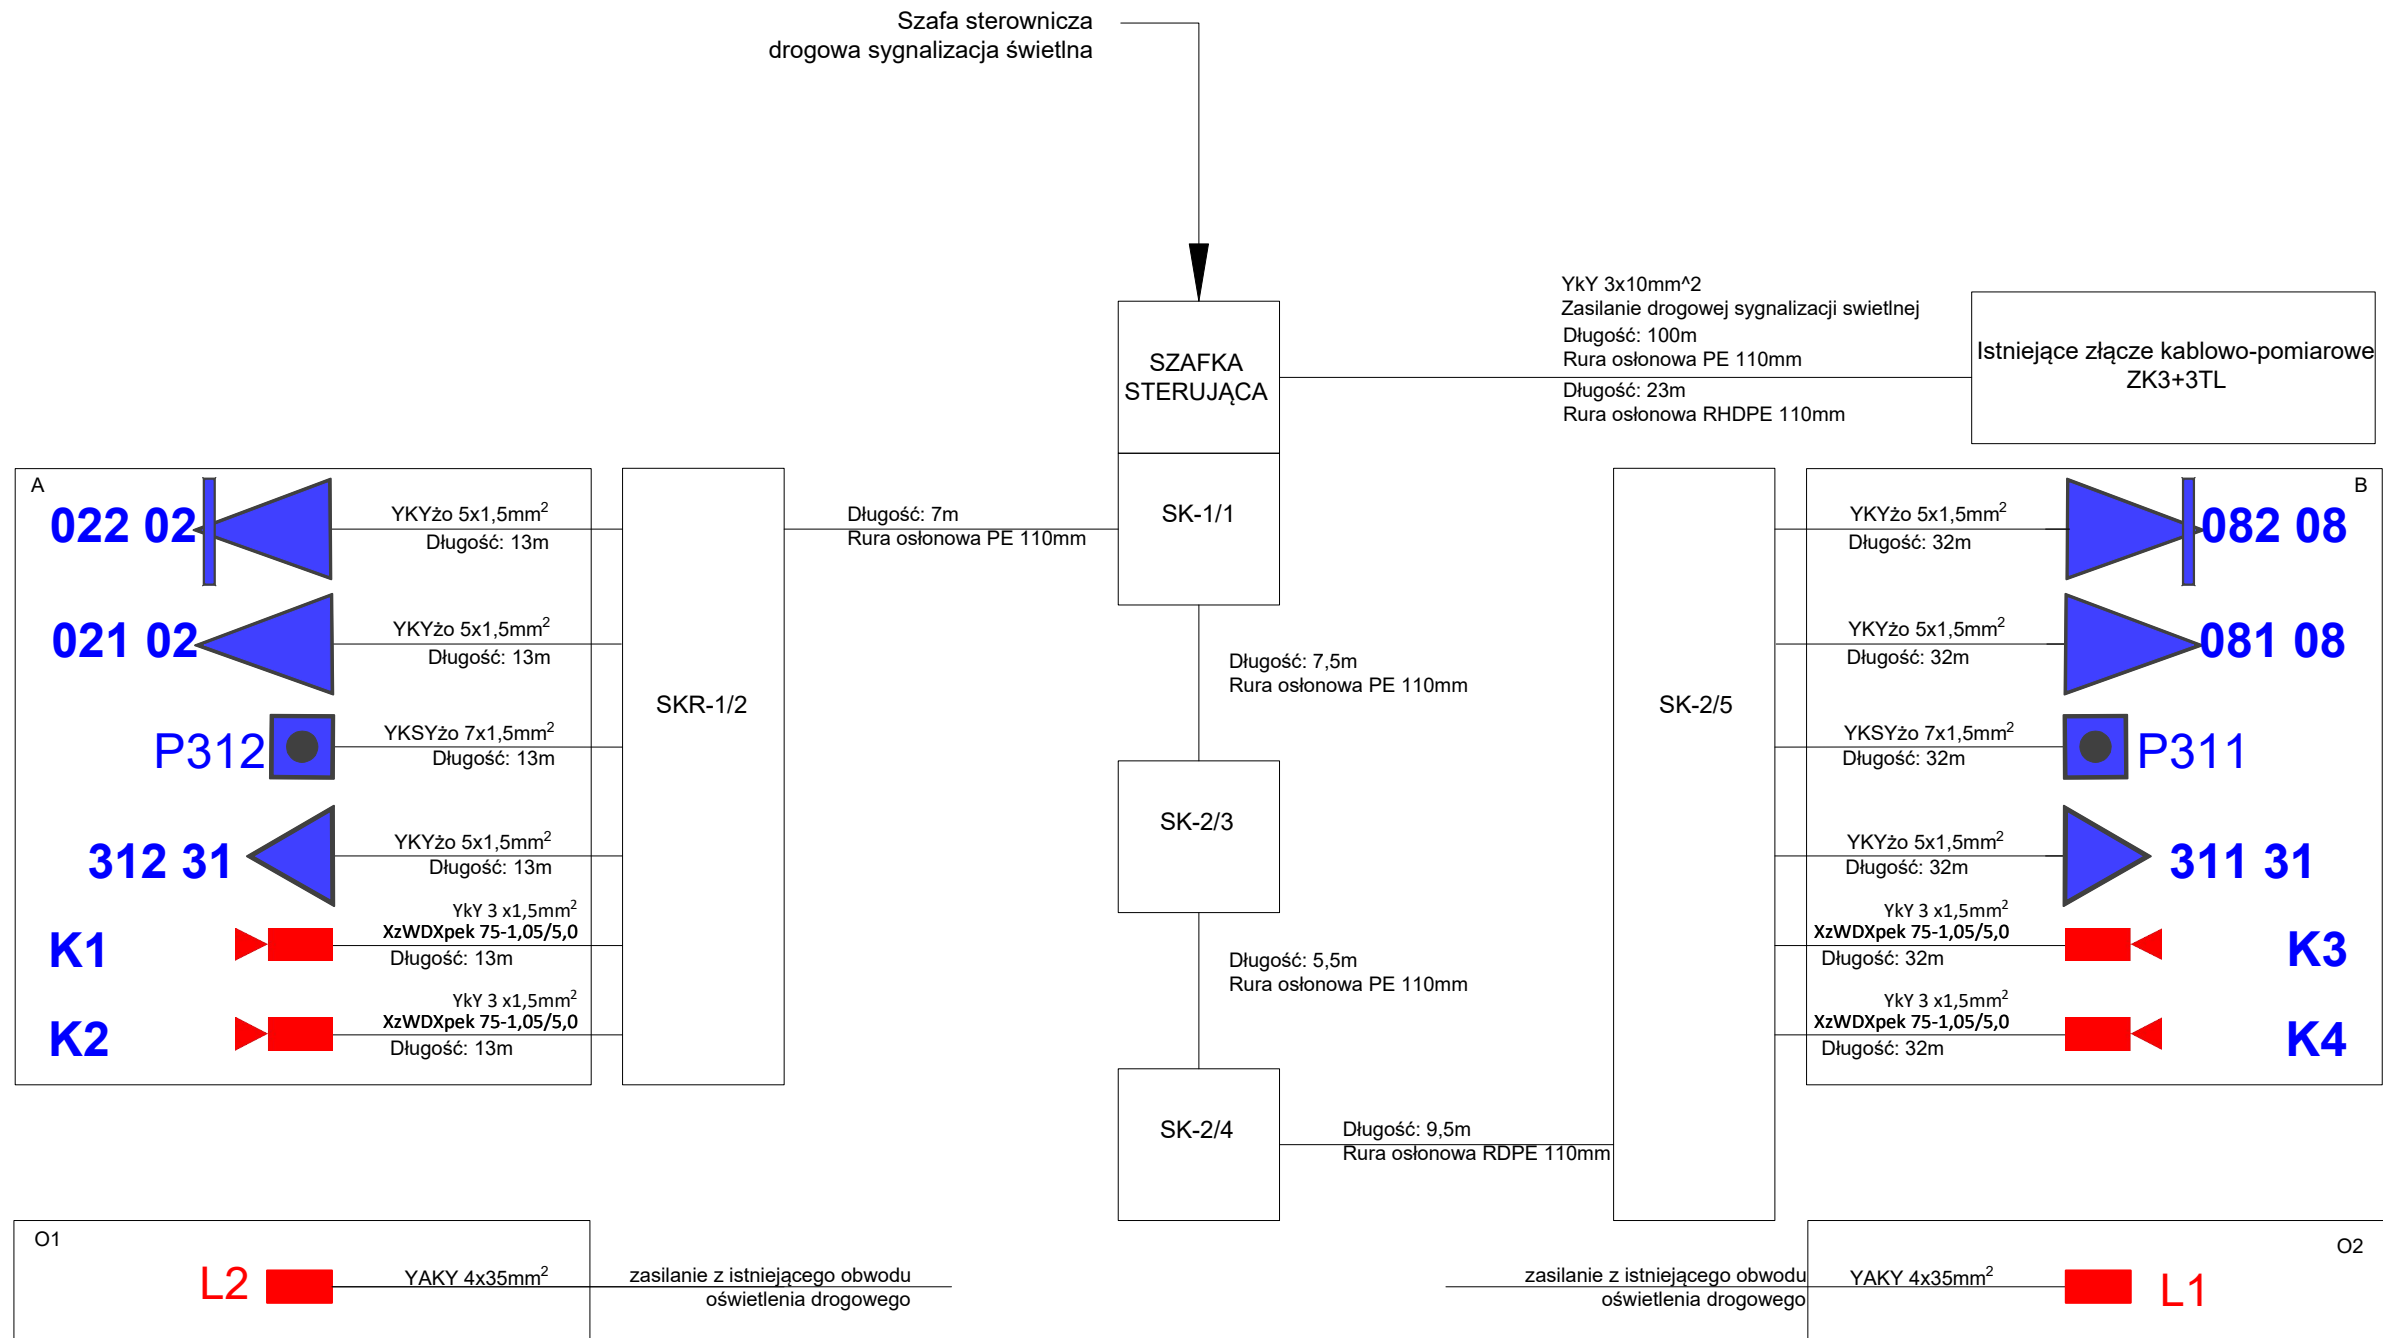 Szafa sterownicza
drogowa sygnalizacja świetlna
YkY 3x10mm^2
Zasilanie drogowej sygnalizacji swietlnej
Długość: 100m
Rura osłonowa PE 110mm
Długość: 23m
Rura osłonowa RHDPE 110mm
Istniejące złącze kablowo-pomiarowe
ZK3+3TL
SZAFKA
STERUJĄCA
SK-1/1
A
022 02
YKYżo 5x1,5mm²
Długość: 13m
021 02
YKYżo 5x1,5mm²
Długość: 13m
P312
YKSYżo 7x1,5mm²
Długość: 13m
312 31
YKYżo 5x1,5mm²
Długość: 13m
K1
YkY 3 x1,5mm²
XzWDXpek 75-1,05/5,0
Długość: 13m
K2
YkY 3 x1,5mm²
XzWDXpek 75-1,05/5,0
Długość: 13m
SKR-1/2
Długość: 7m
Rura osłonowa PE 110mm
Długość: 7,5m
Rura osłonowa PE 110mm
SK-2/3
Długość: 5,5m
Rura osłonowa PE 110mm
SK-2/4
Długość: 9,5m
Rura osłonowa RDPE 110mm
SK-2/5
B
YKYżo 5x1,5mm²
Długość: 32m
082 08
YKYżo 5x1,5mm²
Długość: 32m
081 08
YKSYżo 7x1,5mm²
Długość: 32m
P311
YKYżo 5x1,5mm²
Długość: 32m
311 31
YkY 3 x1,5mm²
XzWDXpek 75-1,05/5,0
Długość: 32m
K3
YkY 3 x1,5mm²
XzWDXpek 75-1,05/5,0
Długość: 32m
K4
O1
L2
YAKY 4x35mm²
zasilanie z istniejącego obwodu
oświetlenia drogowego
zasilanie z istniejącego obwodu
oświetlenia drogowego
YAKY 4x35mm²
L1
O2